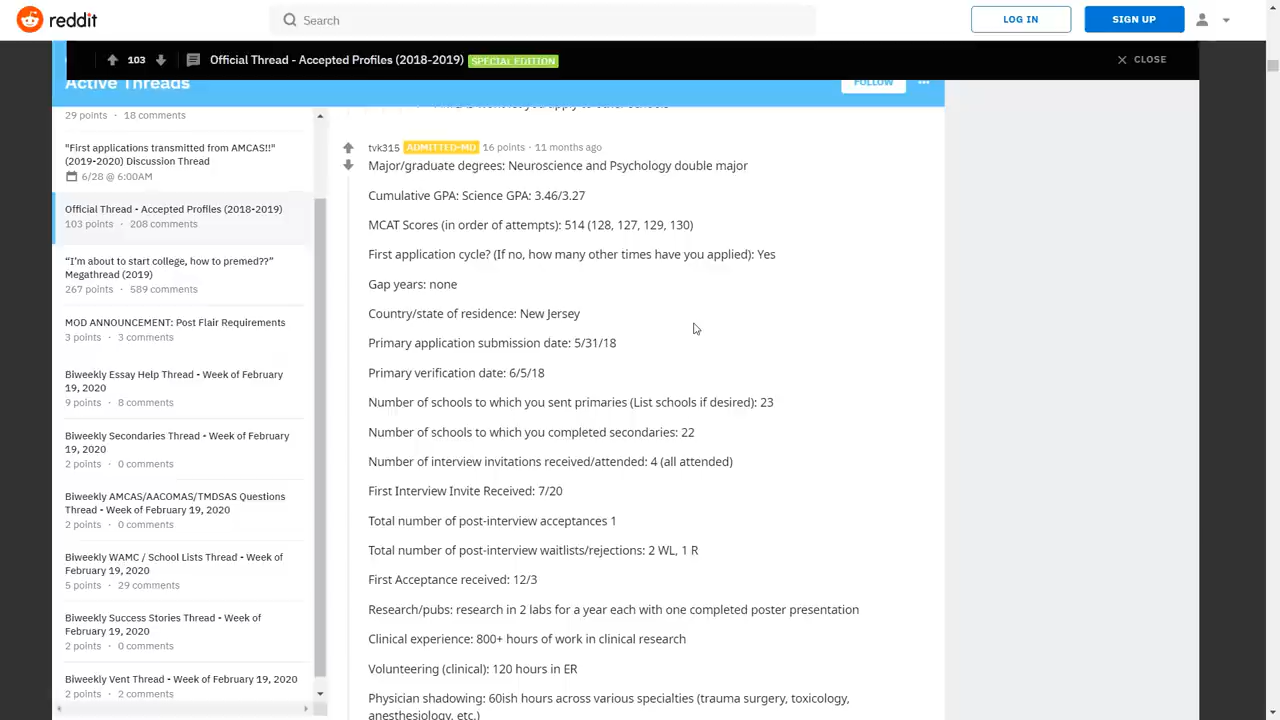 reddit
Search
LOG IN
SIGN UP
103
Official Thread - Accepted Profiles (2018-2019)
SPECIAL EDITION
CLOSE
Active Threads
FOLLOW
29 points · 18 comments
"First applications transmitted from AMCAS!!"
(2019-2020) Discussion Thread
6/28 @ 6:00AM
Official Thread - Accepted Profiles (2018-2019)
103 points · 208 comments
“I’m about to start college, how to premed??”
Megathread (2019)
267 points · 589 comments
MOD ANNOUNCEMENT: Post Flair Requirements
3 points · 3 comments
Biweekly Essay Help Thread - Week of February
19, 2020
9 points · 8 comments
Biweekly Secondaries Thread - Week of February
19, 2020
2 points · 0 comments
Biweekly AMCAS/AACOMAS/TMDSAS Questions
Thread - Week of February 19, 2020
2 points · 0 comments
Biweekly WAMC / School Lists Thread - Week of
February 19, 2020
5 points · 29 comments
Biweekly Success Stories Thread - Week of
February 19, 2020
2 points · 0 comments
Biweekly Vent Thread - Week of February 19, 2020
2 points · 2 comments
tvk315 ADMITTED-MD 16 points · 11 months ago
Major/graduate degrees: Neuroscience and Psychology double major
Cumulative GPA: Science GPA: 3.46/3.27
MCAT Scores (in order of attempts): 514 (128, 127, 129, 130)
First application cycle? (If no, how many other times have you applied): Yes
Gap years: none
Country/state of residence: New Jersey
Primary application submission date: 5/31/18
Primary verification date: 6/5/18
Number of schools to which you sent primaries (List schools if desired): 23
Number of schools to which you completed secondaries: 22
Number of interview invitations received/attended: 4 (all attended)
First Interview Invite Received: 7/20
Total number of post-interview acceptances 1
Total number of post-interview waitlists/rejections: 2 WL, 1 R
First Acceptance received: 12/3
Research/pubs: research in 2 labs for a year each with one completed poster presentation
Clinical experience: 800+ hours of work in clinical research
Volunteering (clinical): 120 hours in ER
Physician shadowing: 60ish hours across various specialties (trauma surgery, toxicology,
anesthesiology, etc.)